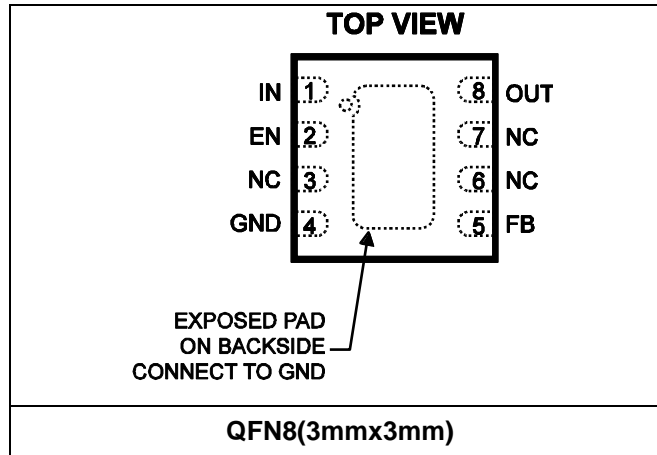 TOP VIEW
IN 1 8 OUT
EN 2 7 NC
NC 3 6 NC
GND 4 5 FB
EXPOSED PAD
ON BACKSIDE
CONNECT TO GND
QFN8(3mmx3mm)